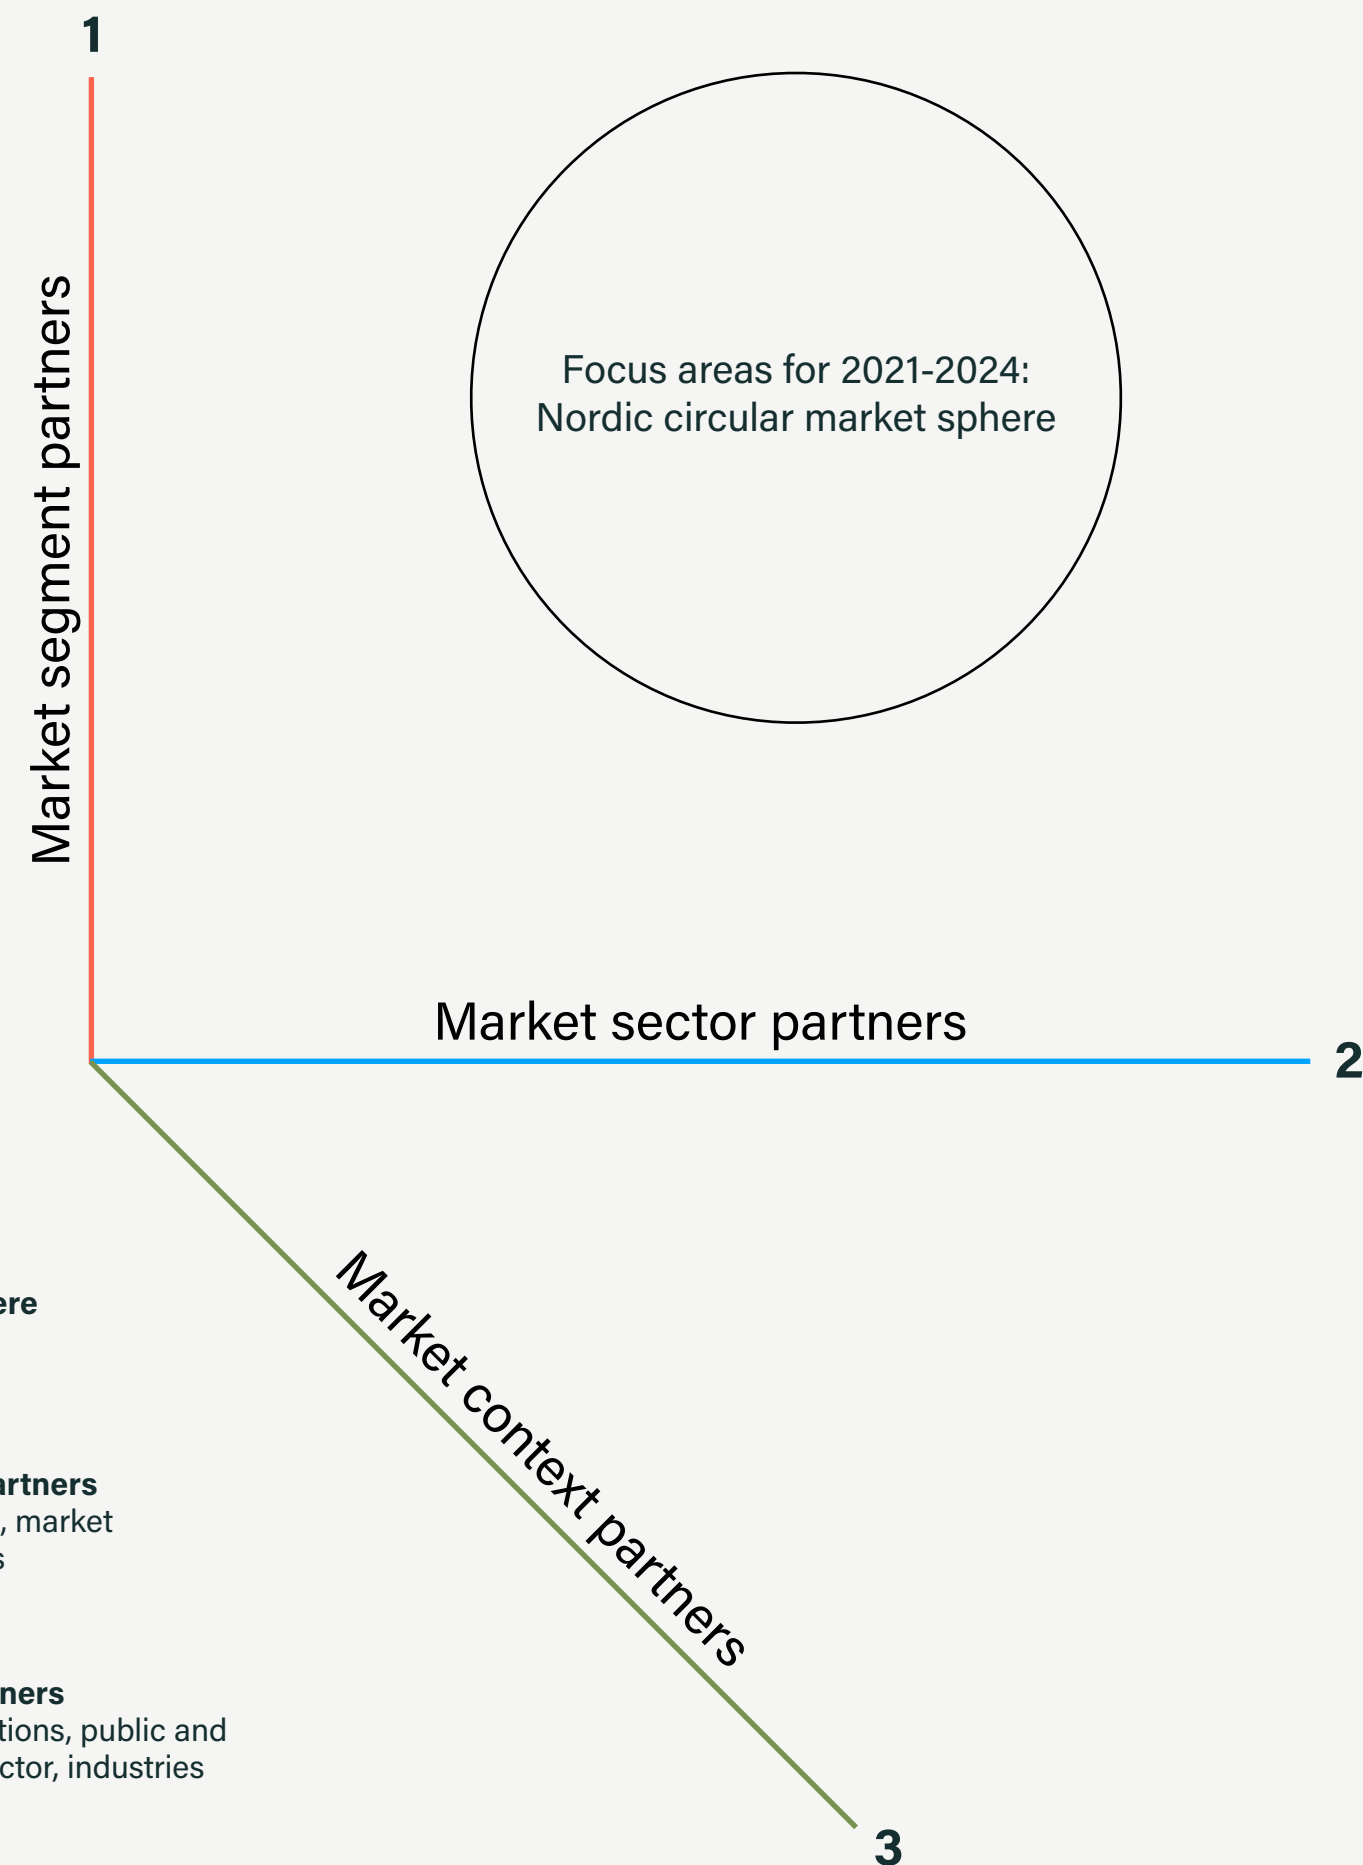 1
Market segment partners
Focus areas for 2021-2024:
Nordic circular market sphere
Market sector partners
2
Market context partners
3
ere
artners
, market
s
ners
tions, public and
ctor, industries